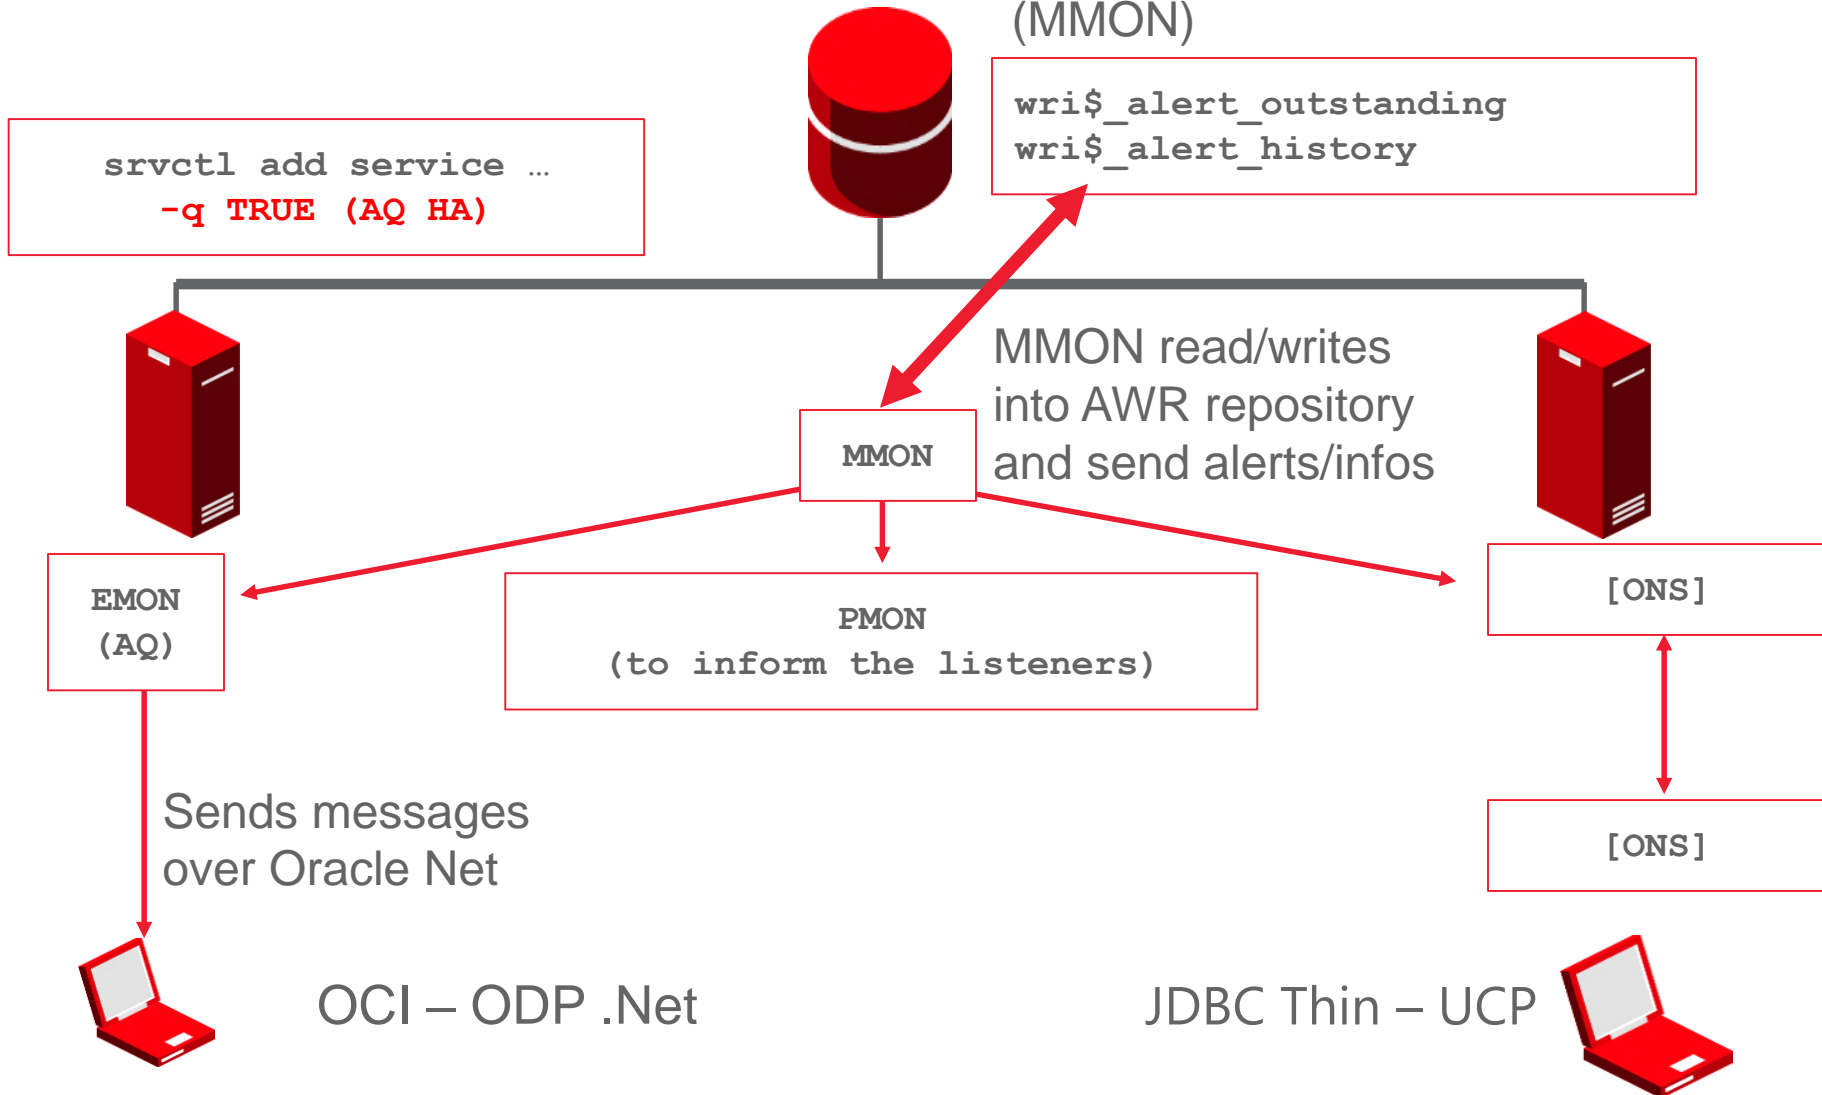 (MMON)
wri$_alert_outstanding
wri$_alert_history
srvctl add service …
-q TRUE (AQ HA)
MMON read/writes
into AWR repository
and send alerts/infos
MMON
EMON
(AQ)
PMON
(to inform the listeners)
[ONS]
Sends messages
over Oracle Net
[ONS]
OCI – ODP .Net
JDBC Thin – UCP